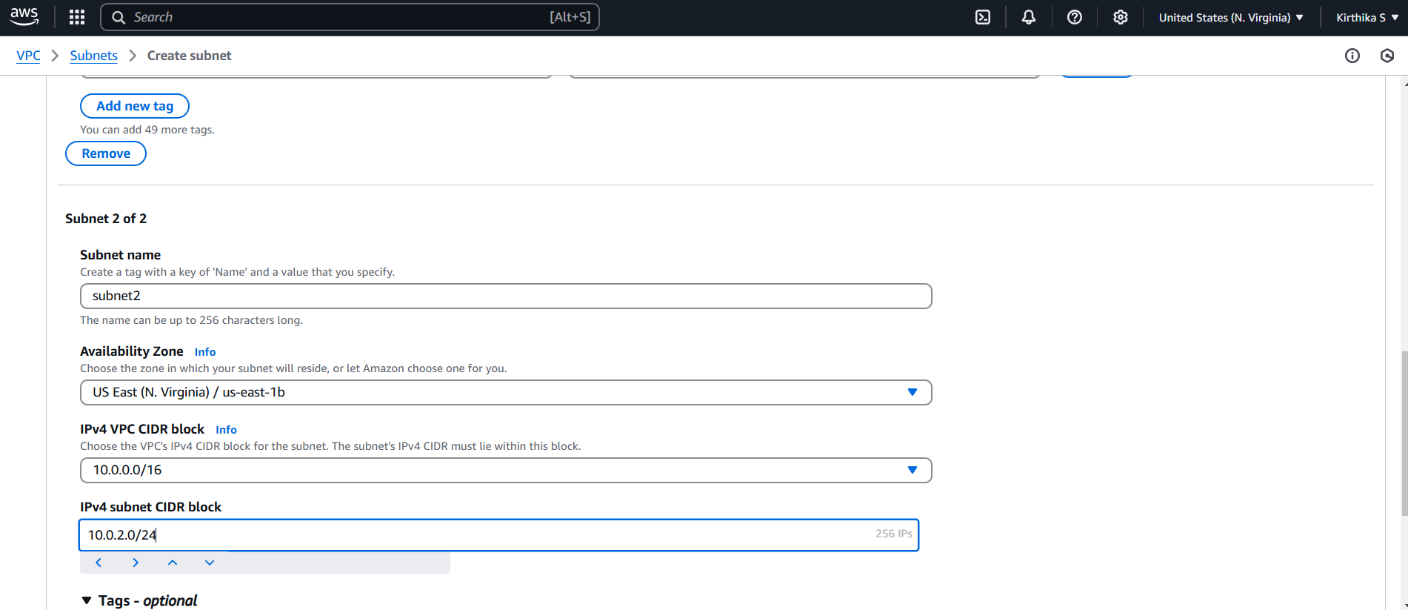 aws
Search [Alt+S] United States (N. Virginia) ▼ Kirthika S ▼
VPC > Subnets > Create subnet
Add new tag
You can add 49 more tags.
Remove
Subnet 2 of 2
Subnet name
Create a tag with a key of 'Name' and a value that you specify.
subnet2
The name can be up to 256 characters long.
Availability Zone Info
Choose the zone in which your subnet will reside, or let Amazon choose one for you.
US East (N. Virginia) / us-east-1b
IPv4 VPC CIDR block Info
Choose the VPC's IPv4 CIDR block for the subnet. The subnet's IPv4 CIDR must lie within this block.
10.0.0.0/16
IPv4 subnet CIDR block
10.0.2.0/24 256 IPs
Tags - optional